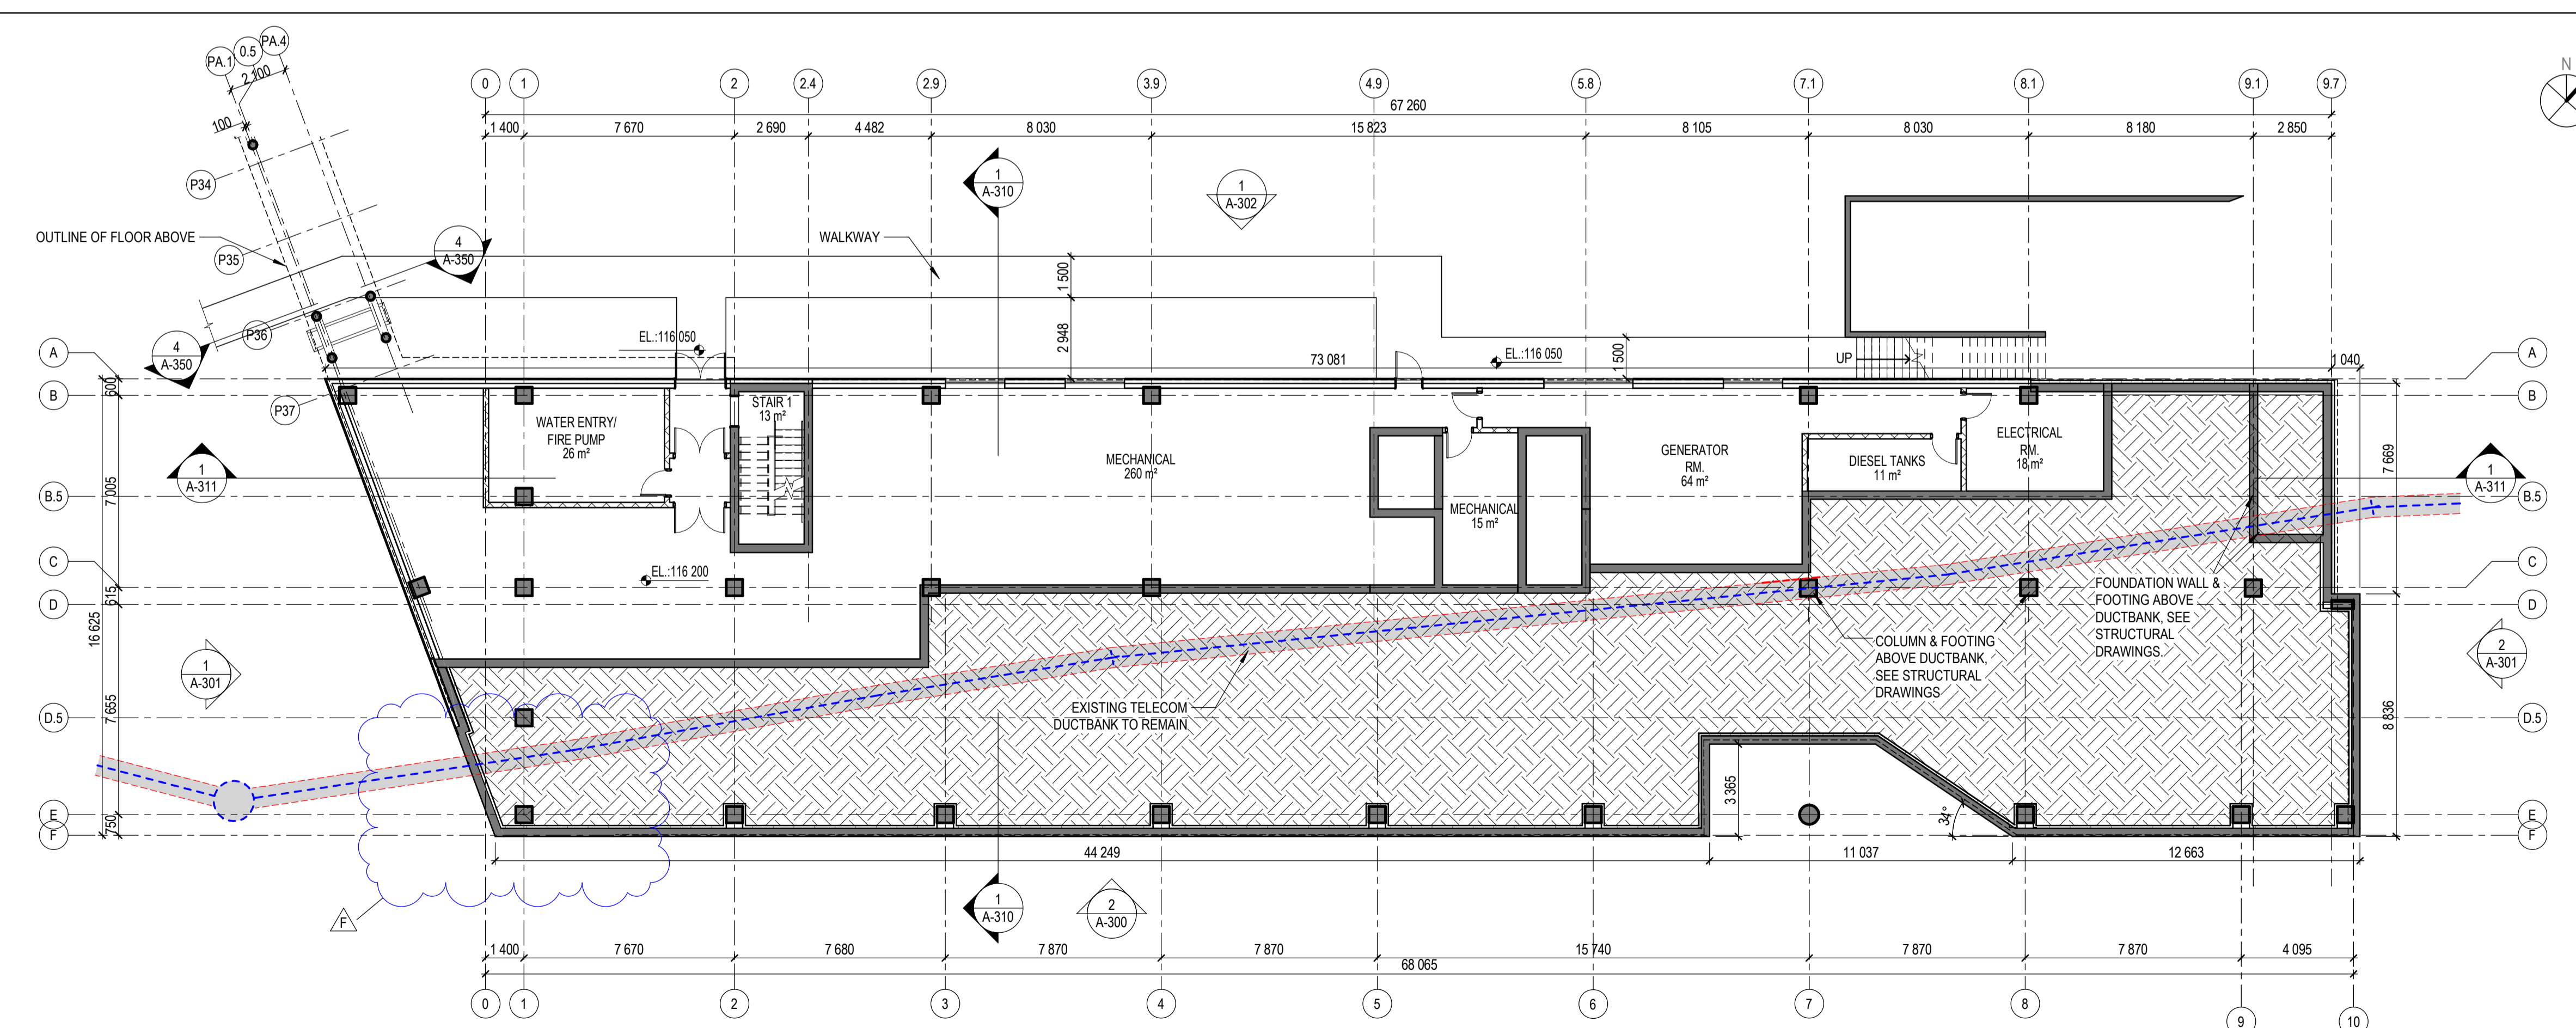 PA.1
0.5
PA.4
2 100
100
N
0
1
2
2.4
2.9
3.9
4.9
5.8
7.1
8.1
9.1
9.7
67 260
1 400
7 670
2 690
4 482
8 030
15 823
8 105
8 030
8 180
2 850
P34
P35
P36
P37
OUTLINE OF FLOOR ABOVE
4
A-350
4
A-350
1
A-310
1
A-302
WALKWAY
1 500
2 948
EL.:116 050
73 081
EL.:116 050
1 500
UP
1 040
A
B
B.5
C
D
D.5
E
F
600
7 005
615
7 655
750
16 625
A
B
B.5
C
D
D.5
E
F
7 669
8 836
WATER ENTRY/
FIRE PUMP
26 m²
STAIR 1
13 m²
MECHANICAL
260 m²
MECHANICAL
15 m²
GENERATOR
RM.
64 m²
DIESEL TANKS
11 m²
ELECTRICAL
RM.
18 m²
1
A-311
1
A-311
EL.:116 200
1
A-301
2
A-301
EXISTING TELECOM
DUCTBANK TO REMAIN
COLUMN & FOOTING
ABOVE DUCTBANK,
SEE STRUCTURAL
DRAWINGS
FOUNDATION WALL &
FOOTING ABOVE
DUCTBANK, SEE
STRUCTURAL
DRAWINGS.
3 365
34°
44 249
11 037
12 663
F
1
A-310
2
A-300
1 400
7 670
7 680
7 870
7 870
15 740
7 870
7 870
4 095
68 065
0
1
2
3
4
5
6
7
8
9
10